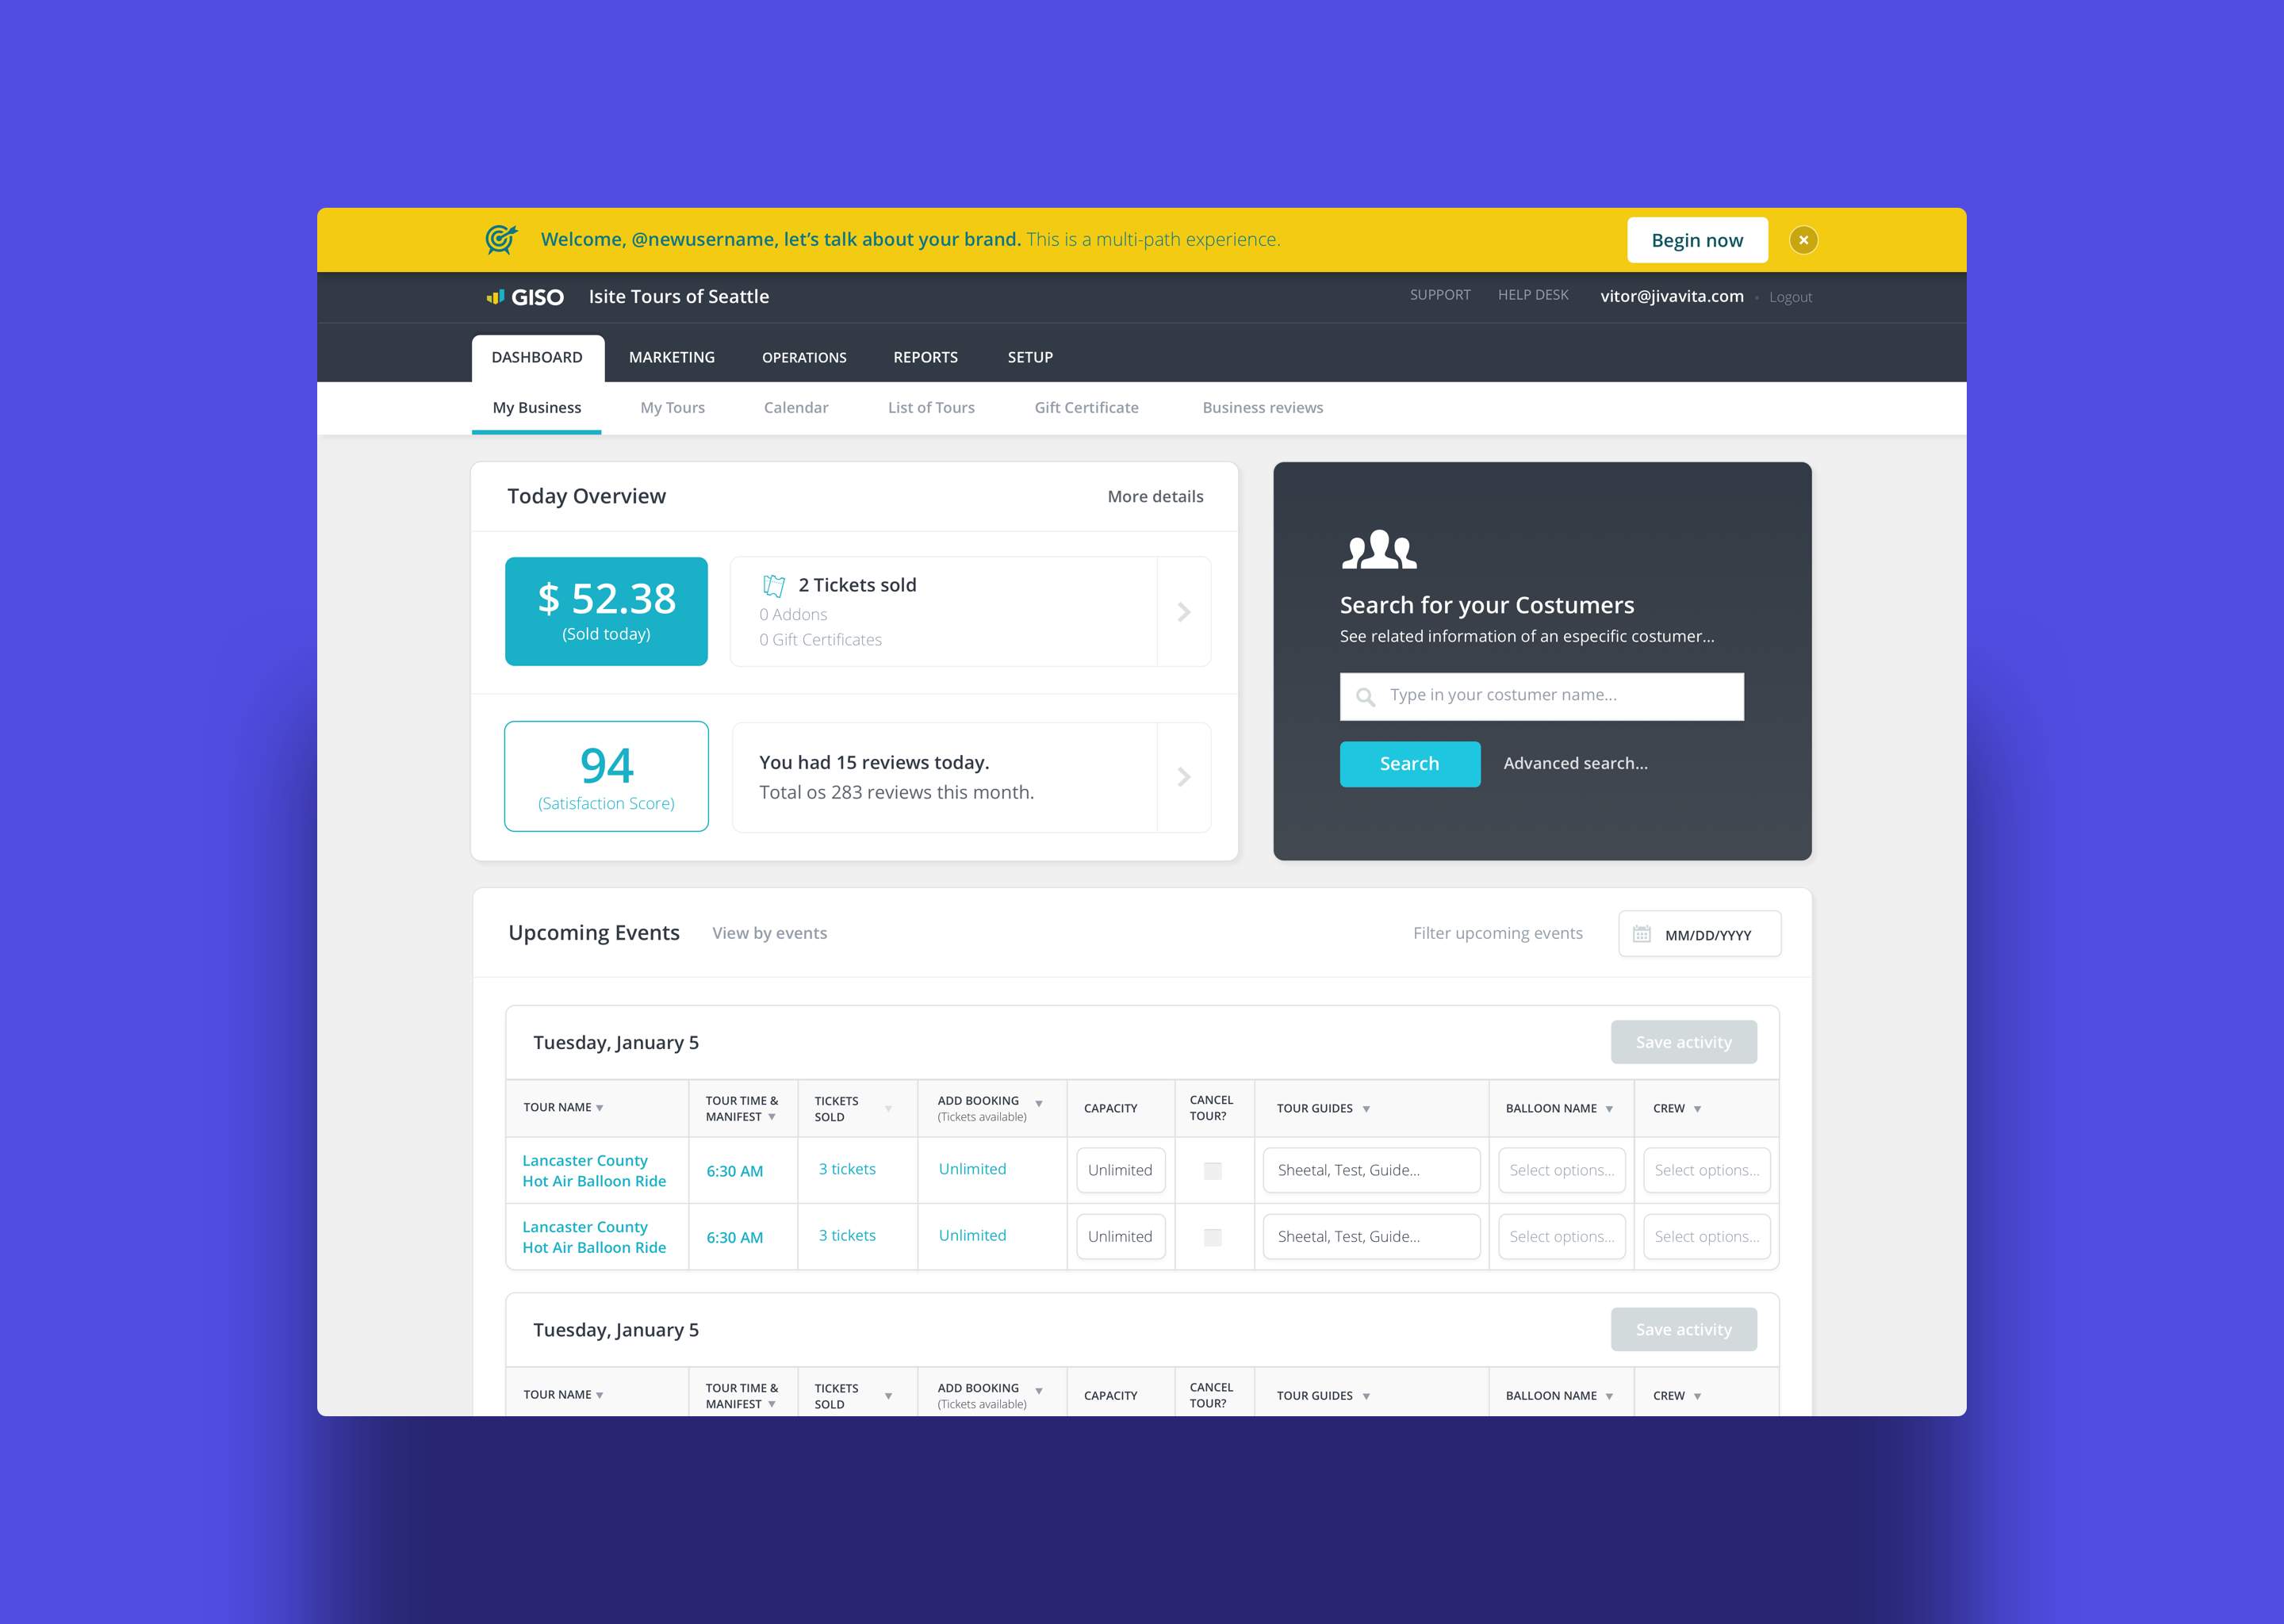 Welcome, @newusername, let's talk about your brand. This is a multi-path experience.
Begin now
GISO Isite Tours of Seattle
SUPPORT HELP DESK vitor@jivavita.com • Logout
DASHBOARD MARKETING OPERATIONS REPORTS SETUP
My Business My Tours Calendar List of Tours Gift Certificate Business reviews
Today Overview
More details
$ 52.38
(Sold today)
2 Tickets sold
0 Addons
0 Gift Certificates
94
(Satisfaction Score)
You had 15 reviews today.
Total os 283 reviews this month.
Search for your Costumers
See related information of an especific costumer...
Type in your costumer name...
Search Advanced search...
Upcoming Events View by events
Filter upcoming events MM/DD/YYYY
Tuesday, January 5
Save activity
TOUR NAME
TOUR TIME &
MANIFEST
TICKETS
SOLD
ADD BOOKING
(Tickets available)
CAPACITY
CANCEL
TOUR?
TOUR GUIDES
BALLOON NAME
CREW
Lancaster County
Hot Air Balloon Ride
6:30 AM
3 tickets
Unlimited
Unlimited
Sheetal, Test, Guide...
Select options...
Select options...
Lancaster County
Hot Air Balloon Ride
6:30 AM
3 tickets
Unlimited
Unlimited
Sheetal, Test, Guide...
Select options...
Select options...
Tuesday, January 5
Save activity
TOUR NAME
TOUR TIME &
MANIFEST
TICKETS
SOLD
ADD BOOKING
(Tickets available)
CAPACITY
CANCEL
TOUR?
TOUR GUIDES
BALLOON NAME
CREW